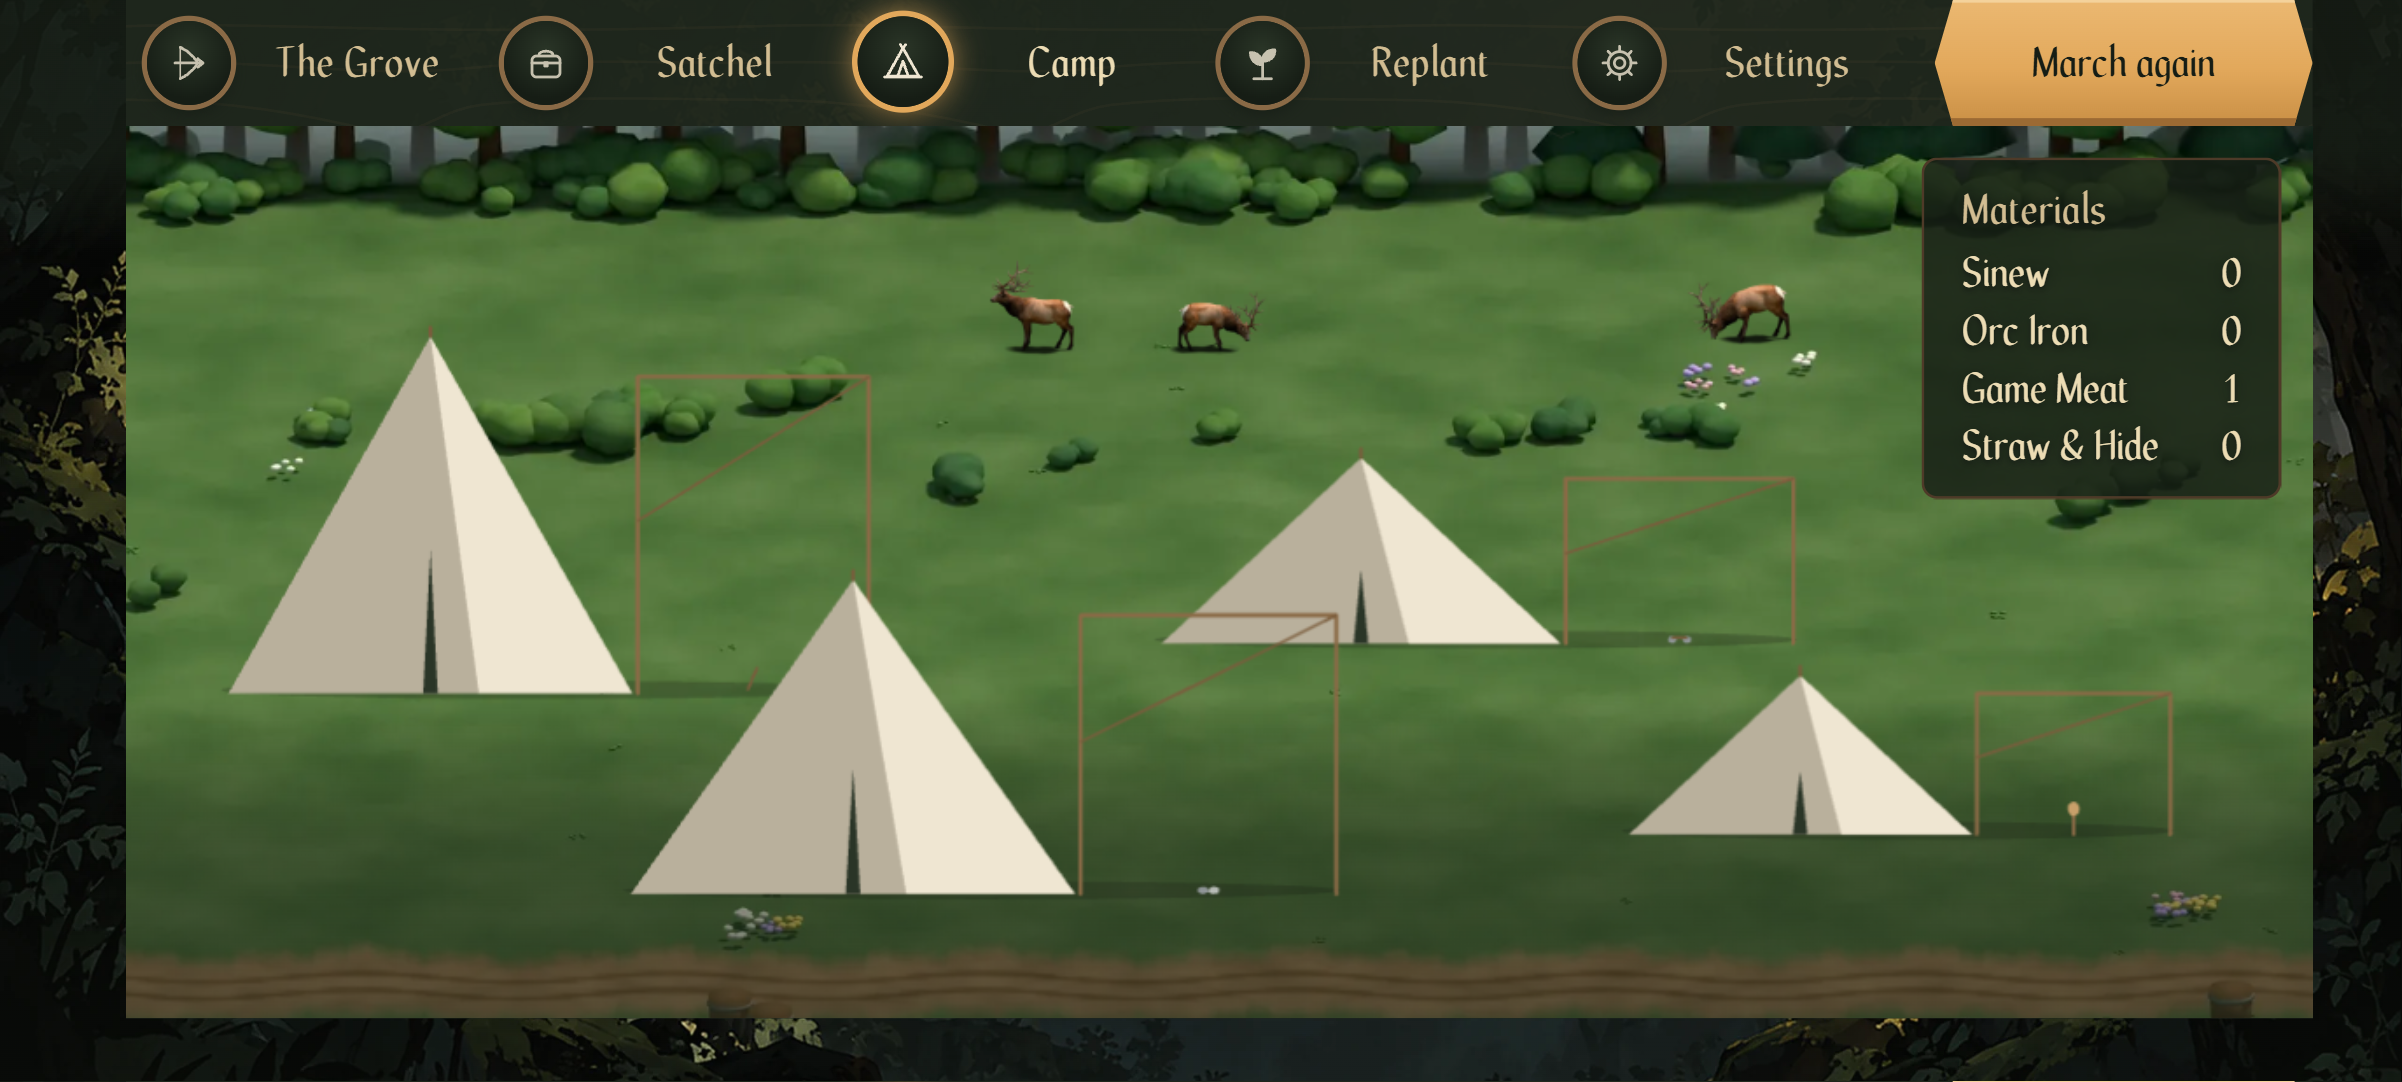 The Grove
Satchel
Camp
Replant
Settings
March again
Materials
Sinew 0
Orc Iron 0
Game Meat 1
Straw & Hide 0